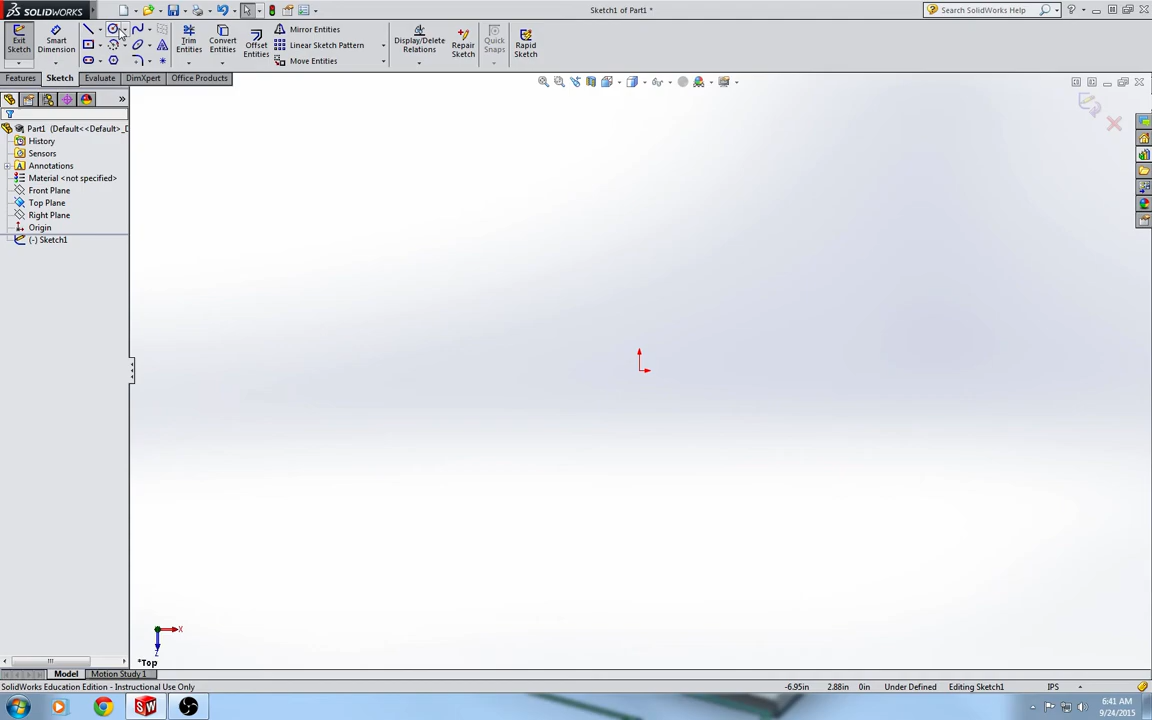 SOLIDWORKS
Sketch1 of Part1 *
Search SolidWorks Help
Exit Sketch
Smart Dimension
Trim Entities
Convert Entities
Offset Entities
Mirror Entities
Linear Sketch Pattern
Move Entities
Display/Delete Relations
Repair Sketch
Quick Snaps
Rapid Sketch
Features Sketch Evaluate DimXpert Office Products
Part1 (Default<<Default>_D
History
Sensors
Annotations
Material <not specified>
Front Plane
Top Plane
Right Plane
Origin
(-) Sketch1
X
Z
*Top
Model Motion Study 1
SolidWorks Education Edition - Instructional Use Only
-6.95in 2.88in 0in Under Defined Editing Sketch1 IPS
6:41 AM
9/24/2015